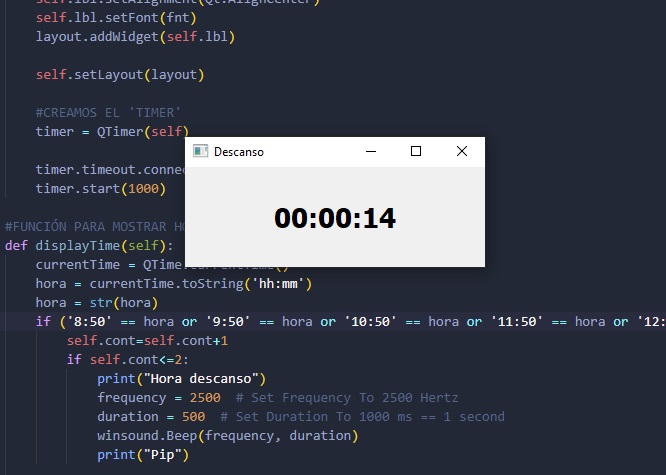 self.lbl.setAlignment(Qt.AlignCenter)
self.lbl.setFont(fnt)
layout.addWidget(self.lbl)
self.setLayout(layout)
#CREAMOS EL 'TIMER'
timer = QTimer(self)
Descanso
timer.timeout.connec
timer.start(1000)
00:00:14
#FUNCIÓN PARA MOSTRAR HO
def displayTime(self):
currentTime = QTime.currentTime()
hora = currentTime.toString('hh:mm')
hora = str(hora)
if ('8:50' == hora or '9:50' == hora or '10:50' == hora or '11:50' == hora or '12:
self.cont=self.cont+1
if self.cont<=2:
print("Hora descanso")
frequency = 2500  # Set Frequency To 2500 Hertz
duration = 500  # Set Duration To 1000 ms == 1 second
winsound.Beep(frequency, duration)
print("Pip")